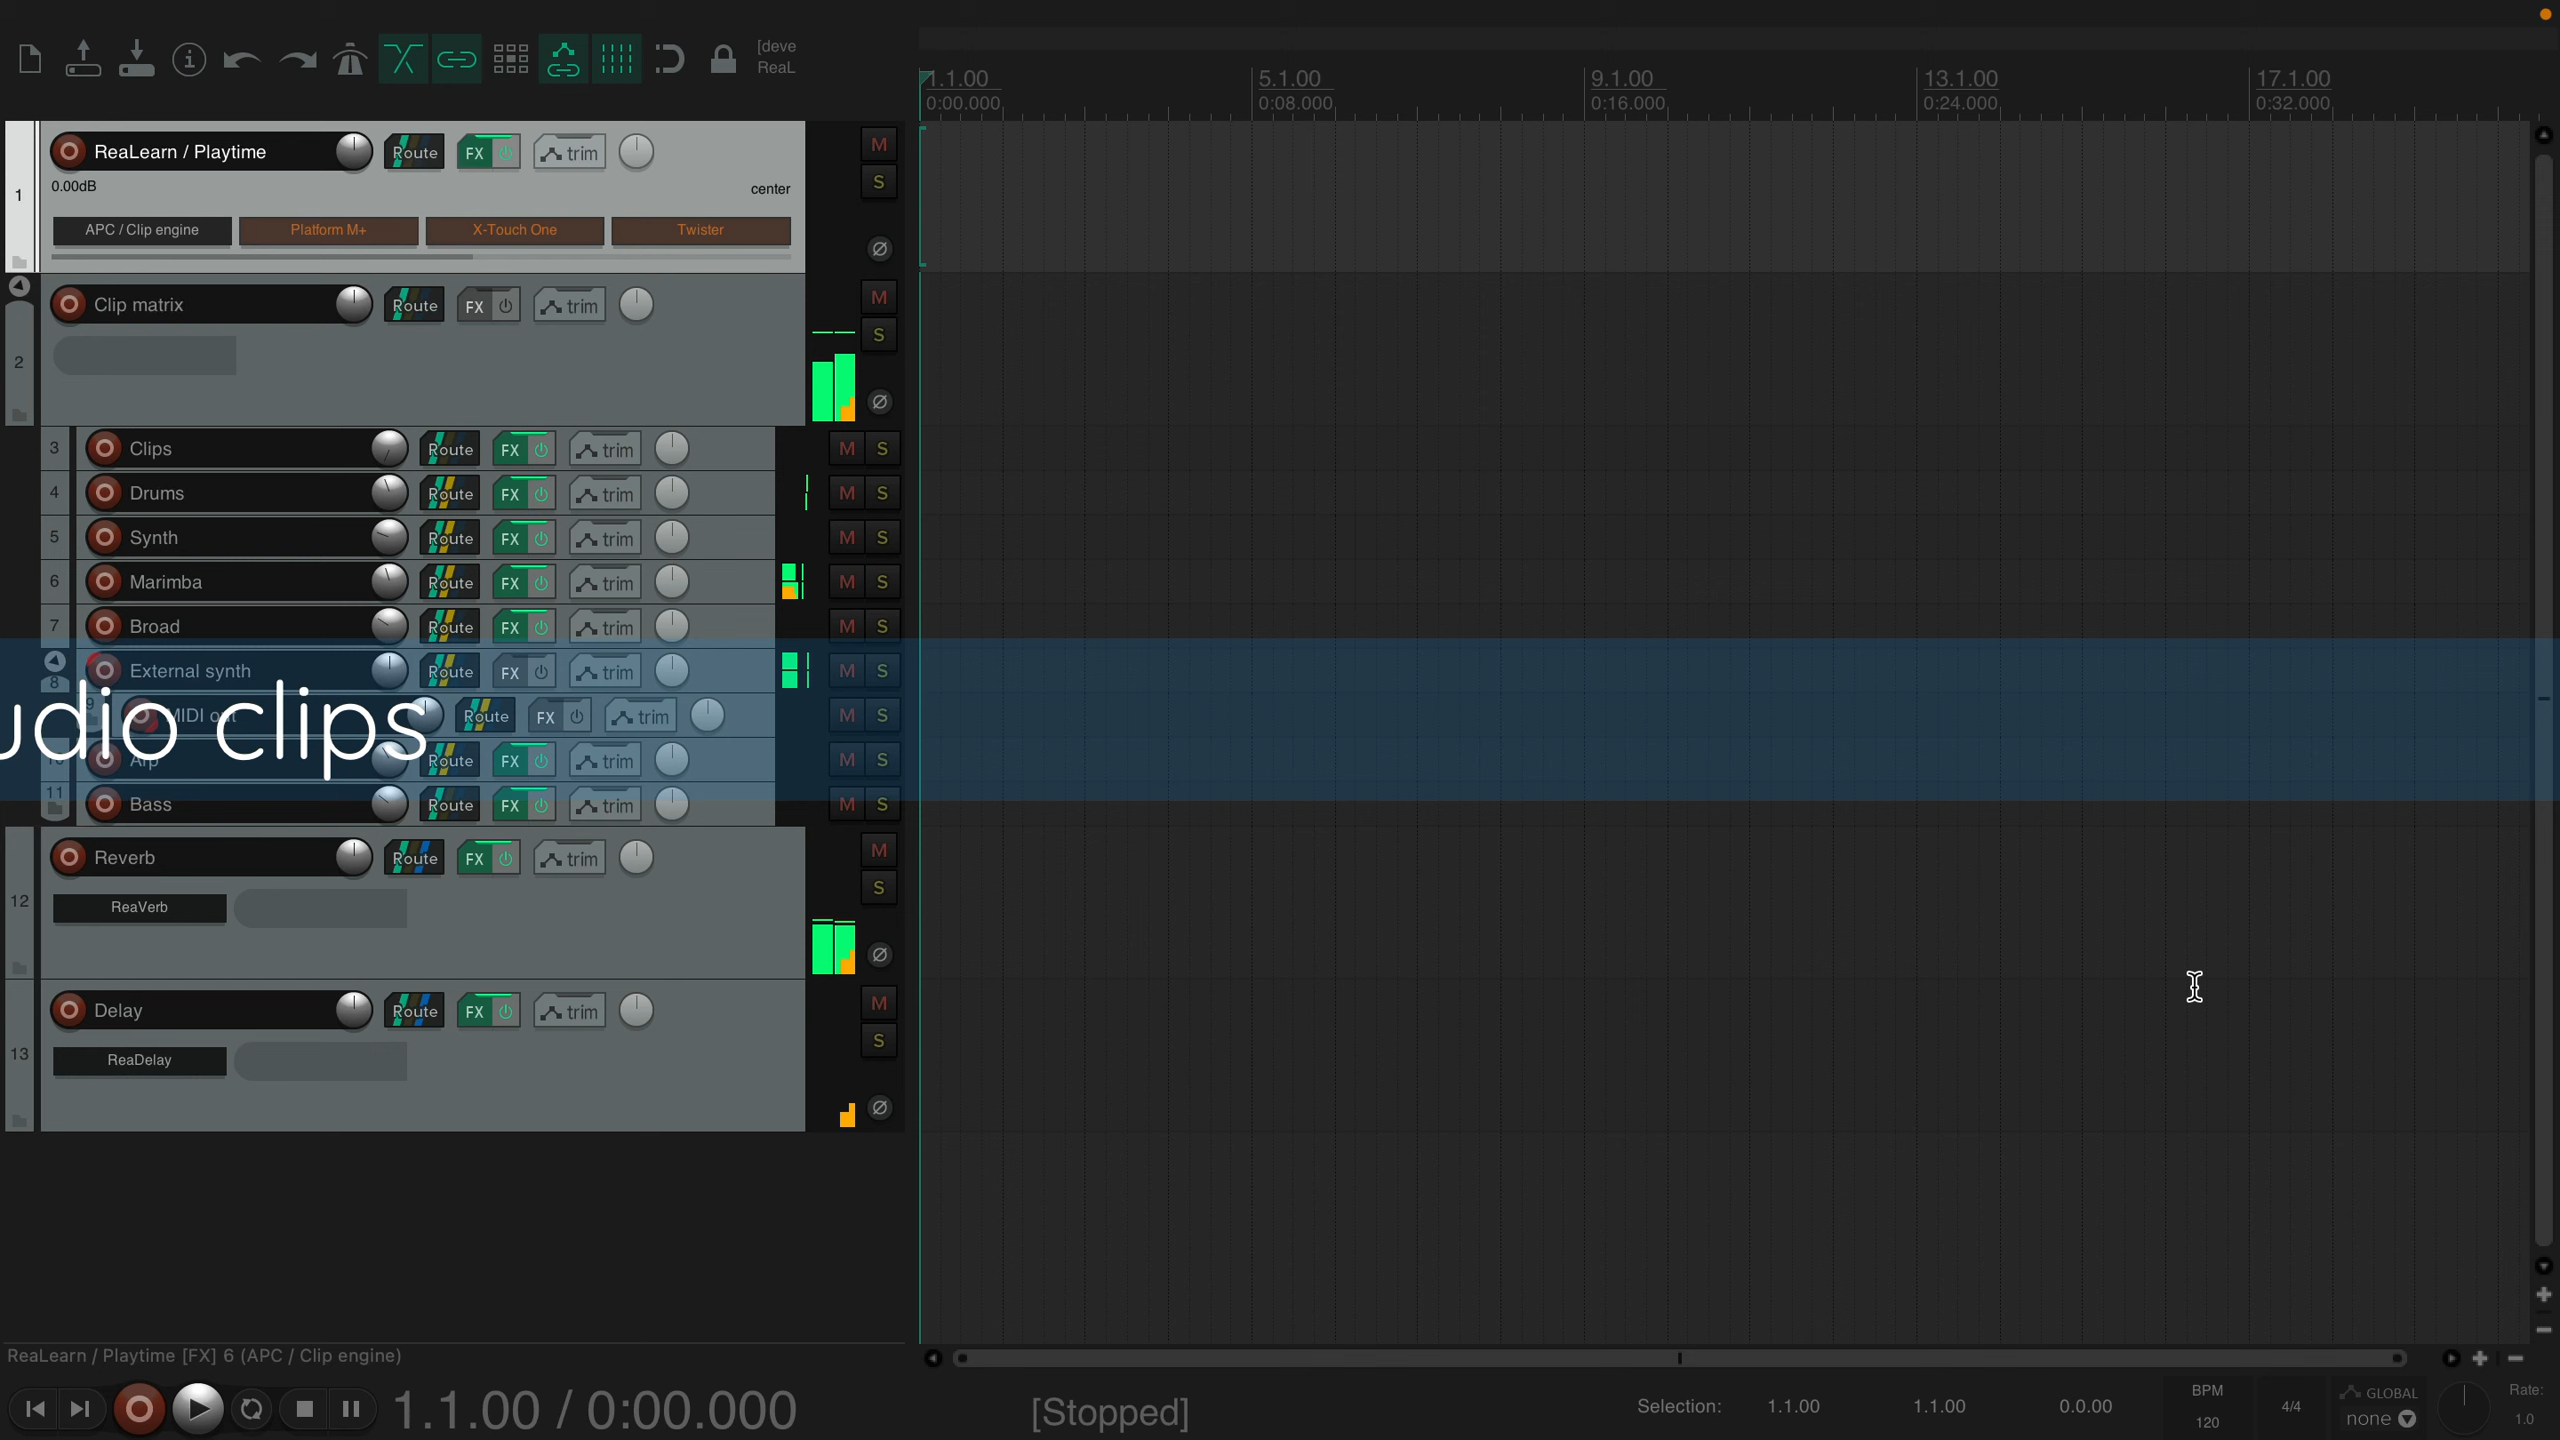 [deve
ReaL
1.1.00
5.1.00
9.1.00
13.1.00
17.1.00
0:00.000
0:08.000
0:16.000
0:24.000
0:32.000
1
ReaLearn / Playtime
Route
FX
trim
M
0.00dB
center
S
APC / Clip engine
Platform M+
X-Touch One
Twister
2
Clip matrix
Route
FX
trim
M
S
3
Clips
Route
FX
trim
M
S
4
Drums
Route
FX
trim
M
S
5
Synth
Route
FX
trim
M
S
6
Marimba
Route
FX
trim
M
S
7
Broad
Route
FX
trim
M
S
8
External synth
Route
FX
trim
M
S
9
MIDI out
Route
FX
trim
M
S
udio clips
10
Arp
Route
FX
trim
M
S
11
Bass
Route
FX
trim
M
S
12
Reverb
Route
FX
trim
M
S
ReaVerb
13
Delay
Route
FX
trim
M
S
ReaDelay
ReaLearn / Playtime [FX] 6 (APC / Clip engine)
1.1.00 / 0:00.000
[Stopped]
Selection:
1.1.00
1.1.00
0.0.00
BPM
120
4/4
GLOBAL
none
Rate:
1.0